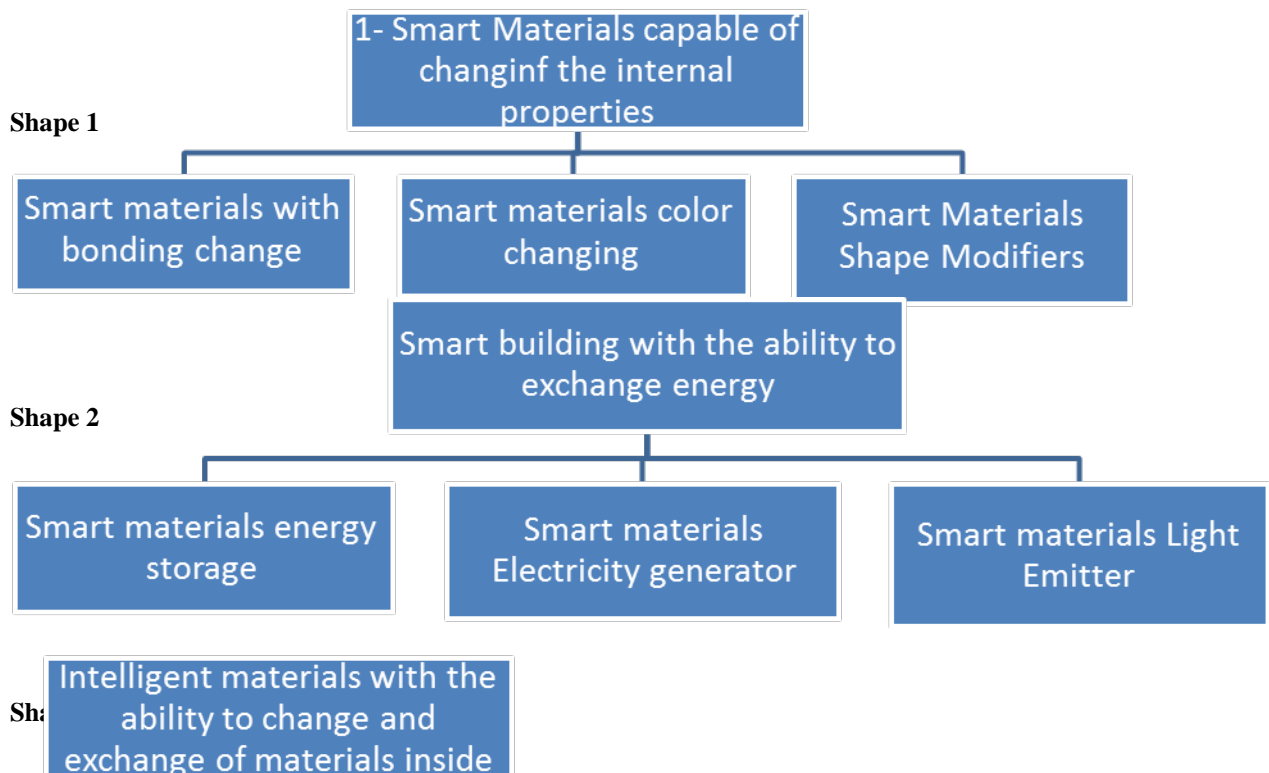 1- Smart Materials capable of
changinf the internal
properties
Shape 1
Smart materials with
bonding change
Smart materials color
changing
Smart Materials
Shape Modifiers
Smart building with the ability to
exchange energy
Shape 2
Smart materials energy
storage
Smart materials
Electricity generator
Smart materials Light
Emitter
Intelligent materials with the
ability to change and
exchange of materials inside